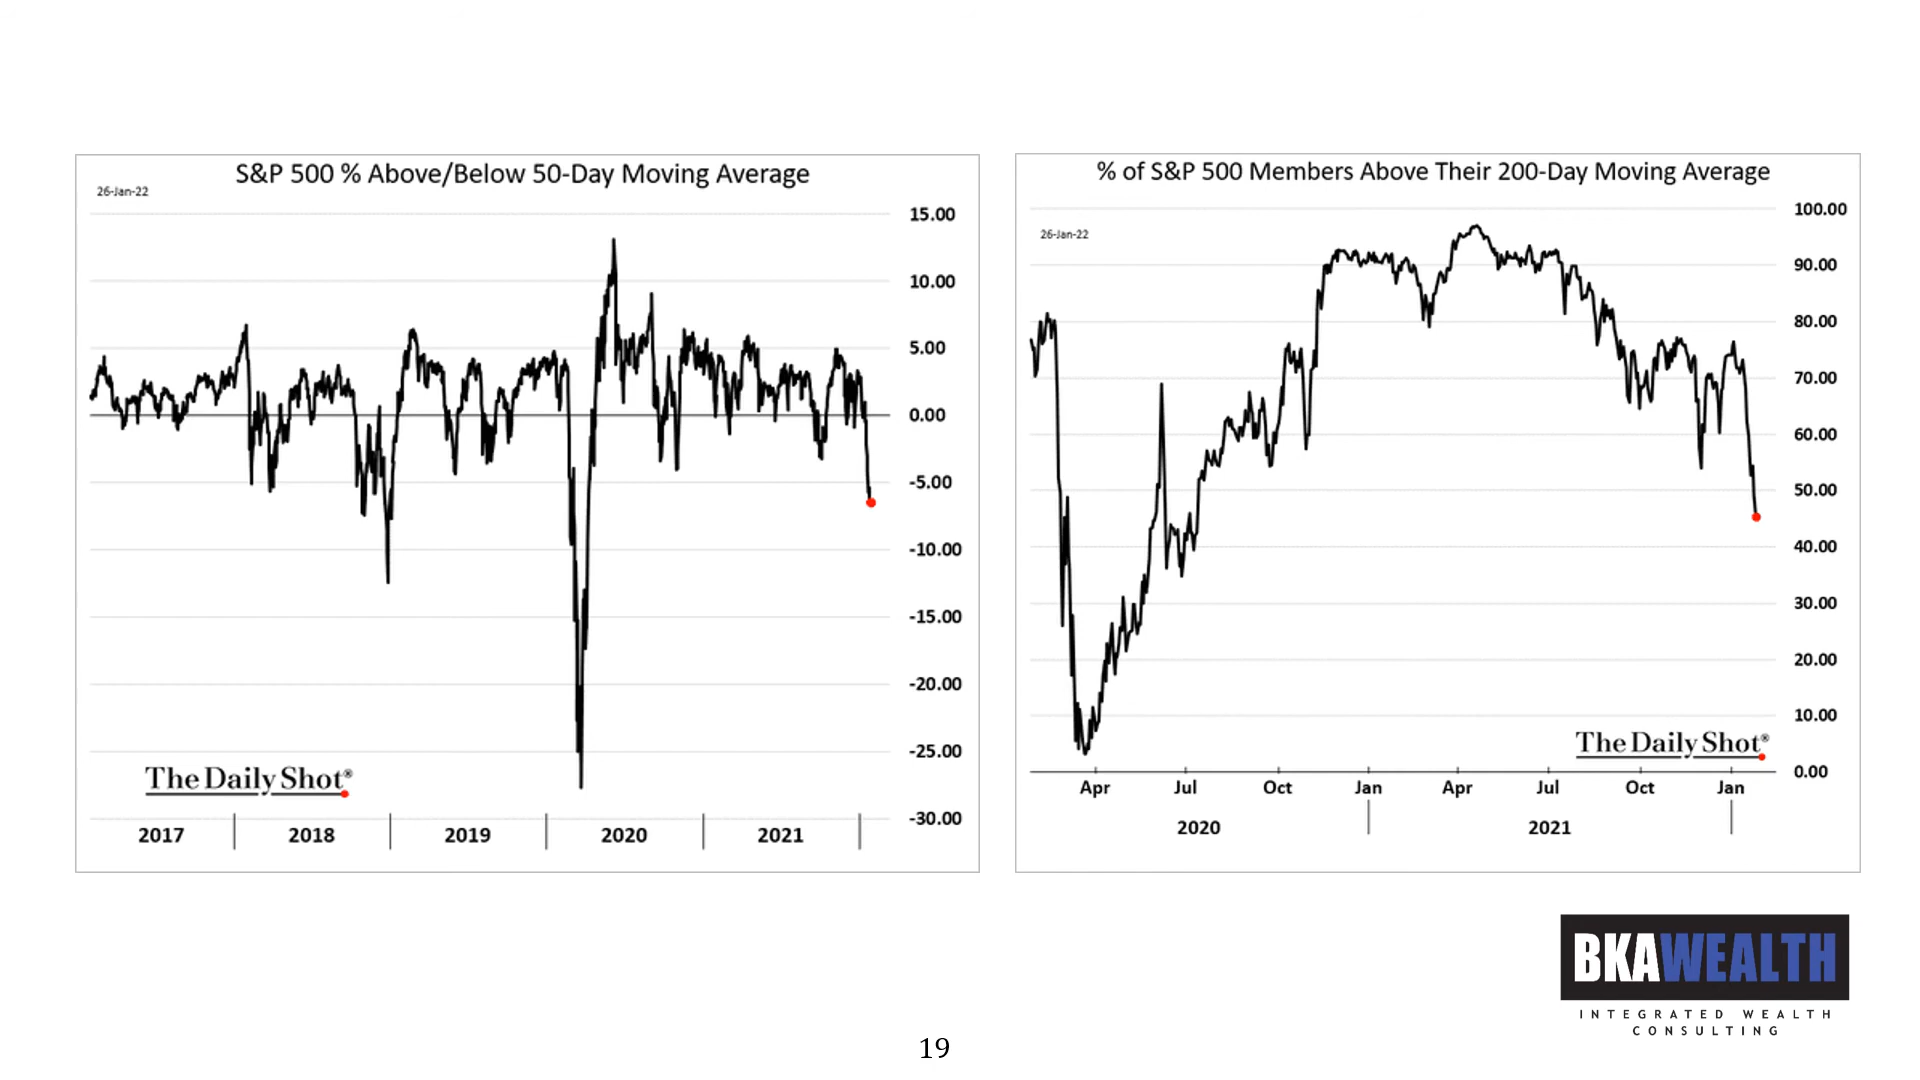 S&P 500 % Above/Below 50-Day Moving Average
26-Jan-22
15.00
10.00
5.00
0.00
-5.00
-10.00
-15.00
-20.00
-25.00
-30.00
The Daily Shot®
2017 2018 2019 2020 2021
% of S&P 500 Members Above Their 200-Day Moving Average
26-Jan-22
100.00
90.00
80.00
70.00
60.00
50.00
40.00
30.00
20.00
10.00
0.00
The Daily Shot®
Apr Jul Oct Jan Apr Jul Oct Jan
2020 2021
BKAWEALTH
INTEGRATED WEALTH
CONSULTING
19